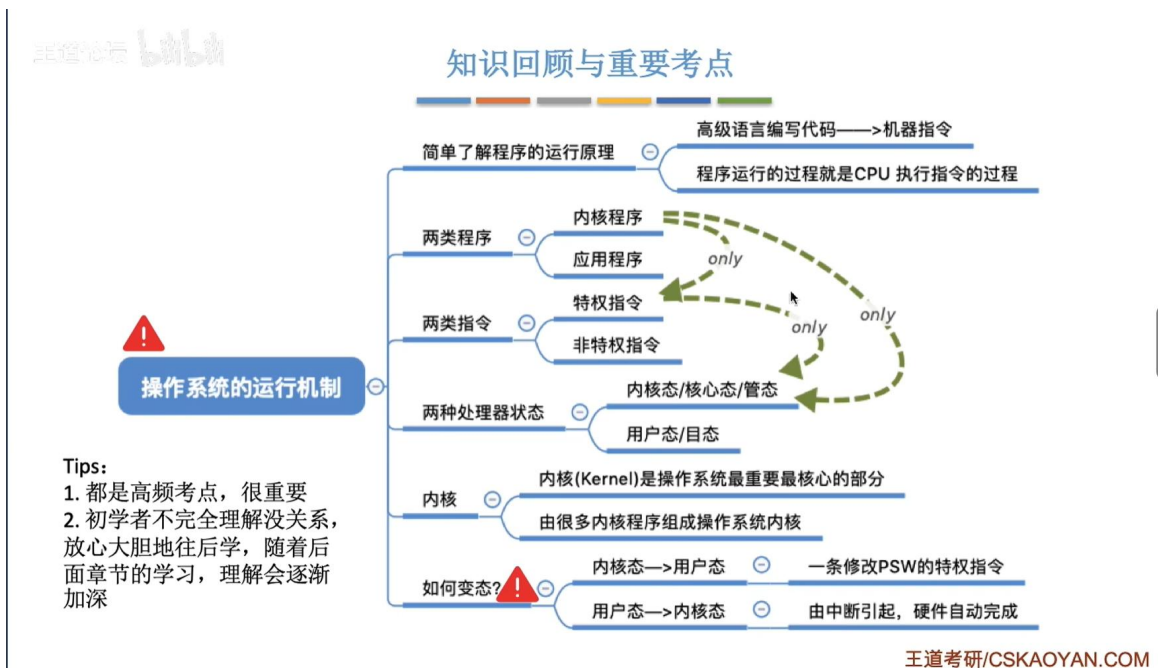 王道论坛 bilibili
知识回顾与重要考点
简单了解程序的运行原理
高级语言编写代码——>机器指令
程序运行的过程就是CPU 执行指令的过程
两类程序
内核程序
应用程序
only
两类指令
特权指令
非特权指令
only
only
操作系统的运行机制
两种处理器状态
内核态/核心态/管态
用户态/目态
内核
内核(Kernel)是操作系统最重要最核心的部分
由很多内核程序组成操作系统内核
如何变态?
内核态—>用户态
一条修改PSW的特权指令
用户态—>内核态
由中断引起，硬件自动完成
Tips：
1. 都是高频考点，很重要
2. 初学者不完全理解没关系，
放心大胆地往后学，随着后
面章节的学习，理解会逐渐
加深
王道考研/CSKAOYAN.COM